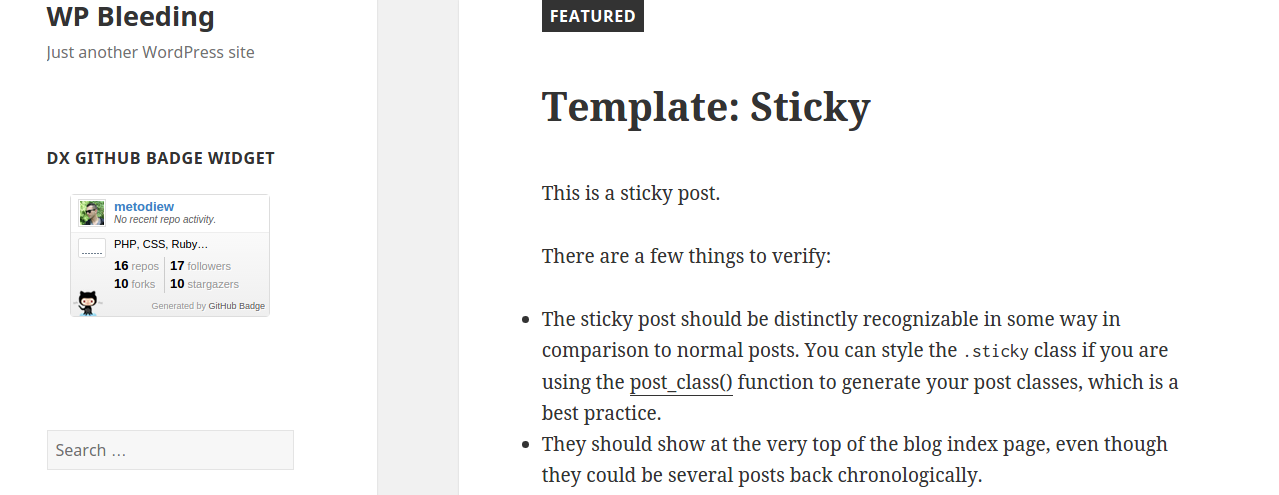 WP Bleeding
Just another WordPress site
DX GITHUB BADGE WIDGET
metodiew
No recent repo activity.
PHP, CSS, Ruby…
16 repos 17 followers
10 forks 10 stargazers
Generated by GitHub Badge
Search …
FEATURED
Template: Sticky
This is a sticky post.
There are a few things to verify:
The sticky post should be distinctly recognizable in some way in
comparison to normal posts. You can style the .sticky class if you are
using the post_class() function to generate your post classes, which is a
best practice.
They should show at the very top of the blog index page, even though
they could be several posts back chronologically.